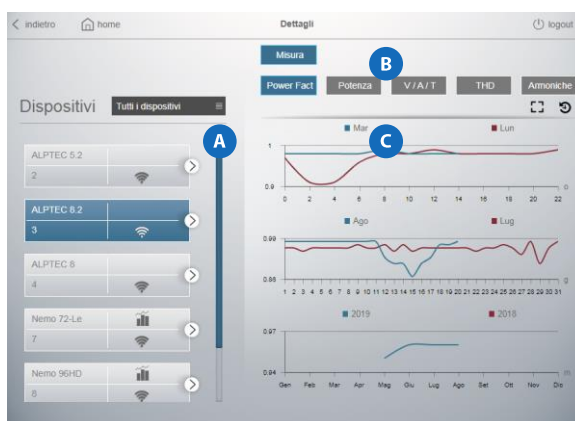 indietro
home
Dettagli
logout
Misura
B
Power Fact
Potenza
V / A / T
THD
Armoniche
Dispositivi
Tutti i dispositivi
A
C
Mar
Lun
1
0.9
0 2 4 6 8 10 12 14 16 18 20 22
o
ALPTEC 5.2
2
ALPTEC 8.2
3
ALPTEC 8
4
Nemo 72-Le
7
Nemo 96HD
8
Ago
Lug
0.99
1 2 3 4 5 6 7 8 9 10 11 12 13 14 15 16 17 18 19 20 21 22 23 24 25 26 27 28 29 30 31
g
2019
2018
0.97
0.94
Gen Feb Mar Apr Mag Giu Lug Ago Set Ott Nov Dic
m